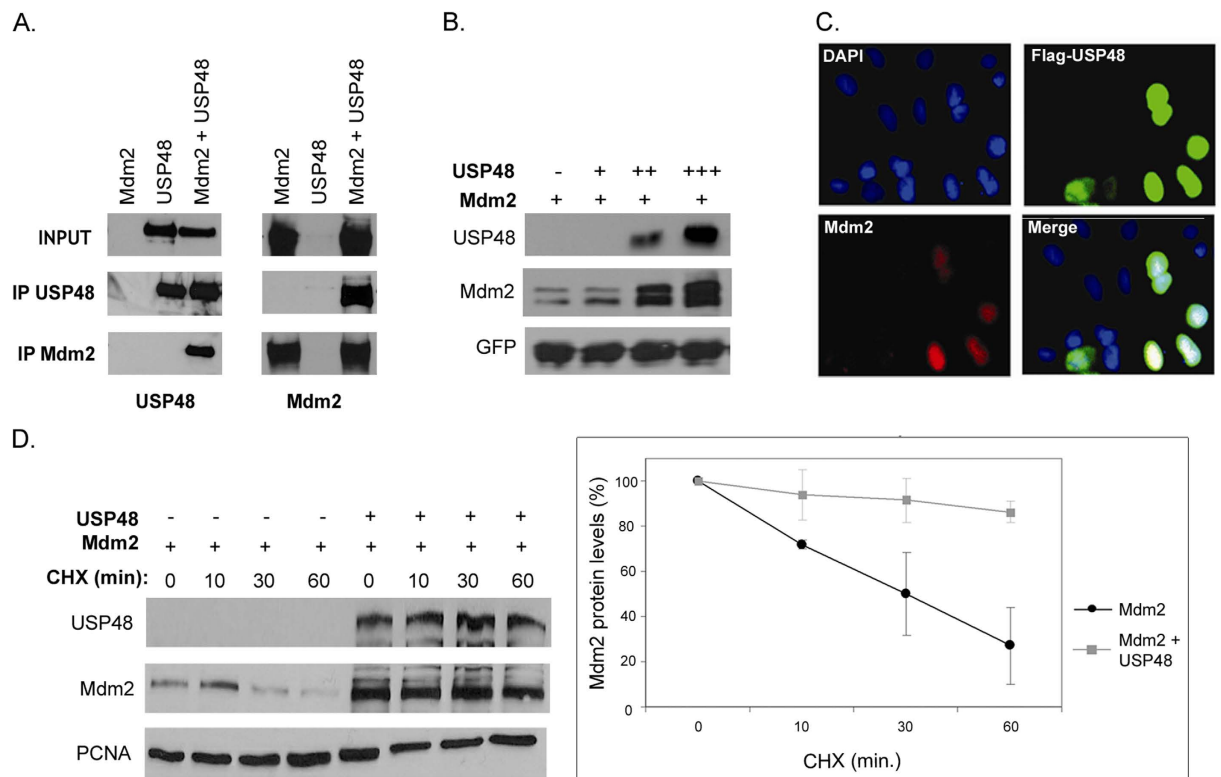 A.
Mdm2
USP48
Mdm2 + USP48
Mdm2
USP48
Mdm2 + USP48
INPUT
IP USP48
IP Mdm2
USP48
Mdm2
B.
USP48 - + ++ +++
Mdm2 + + + +
USP48
Mdm2
GFP
C.
DAPI
Flag-USP48
Mdm2
Merge
D.
USP48 - - - - + + + +
Mdm2 + + + + + + + +
CHX (min): 0 10 30 60 0 10 30 60
USP48
Mdm2
PCNA
Mdm2 protein levels (%)
100
80
60
40
20
0
0 10 30 60
CHX (min.)
Mdm2
Mdm2 +
USP48